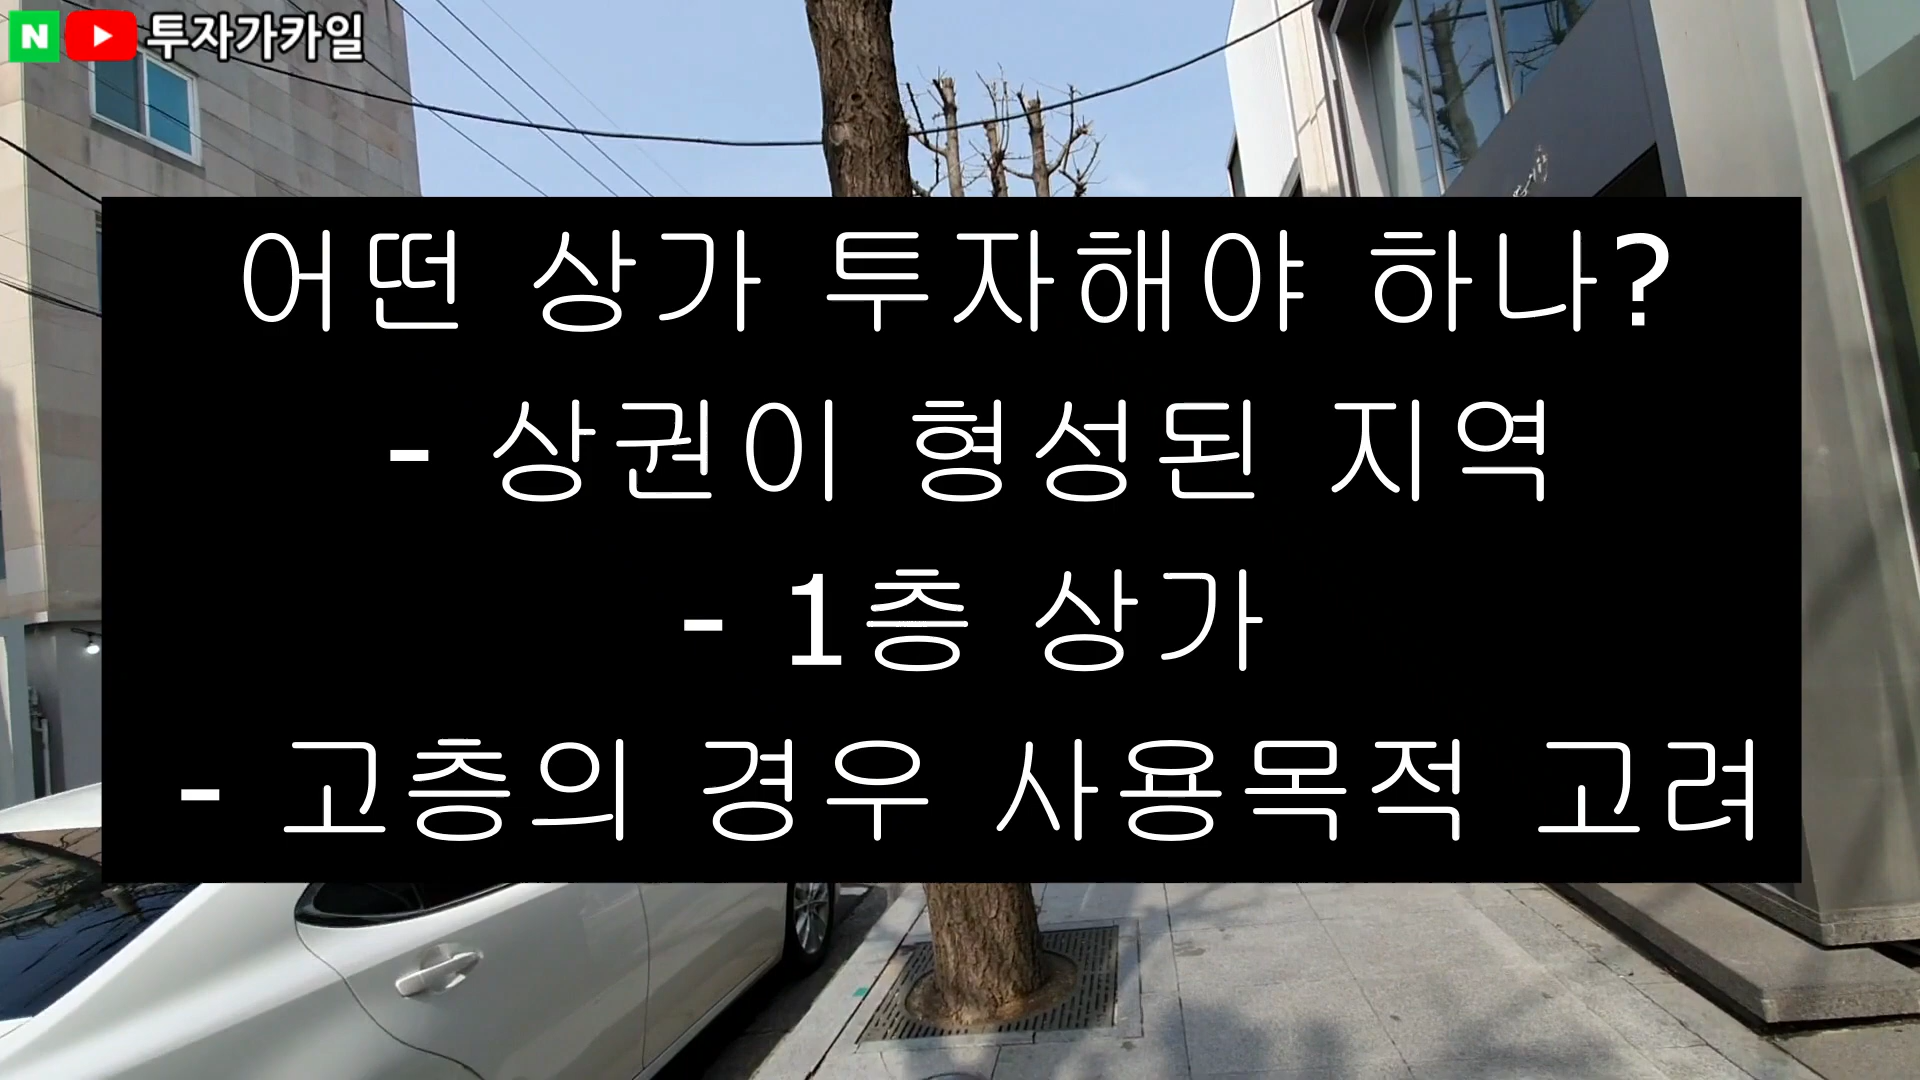 N 투자가카일
어떤 상가 투자해야 하나?
- 상권이 형성된 지역
- 1층 상가
- 고층의 경우 사용목적 고려